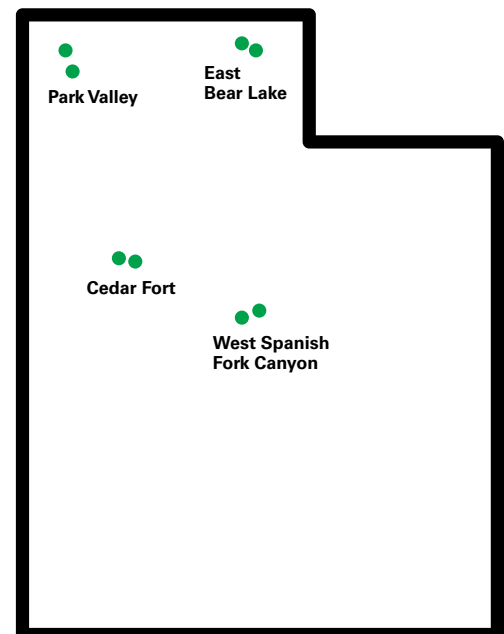 Park Valley
East
Bear Lake
Cedar Fort
West Spanish
Fork Canyon